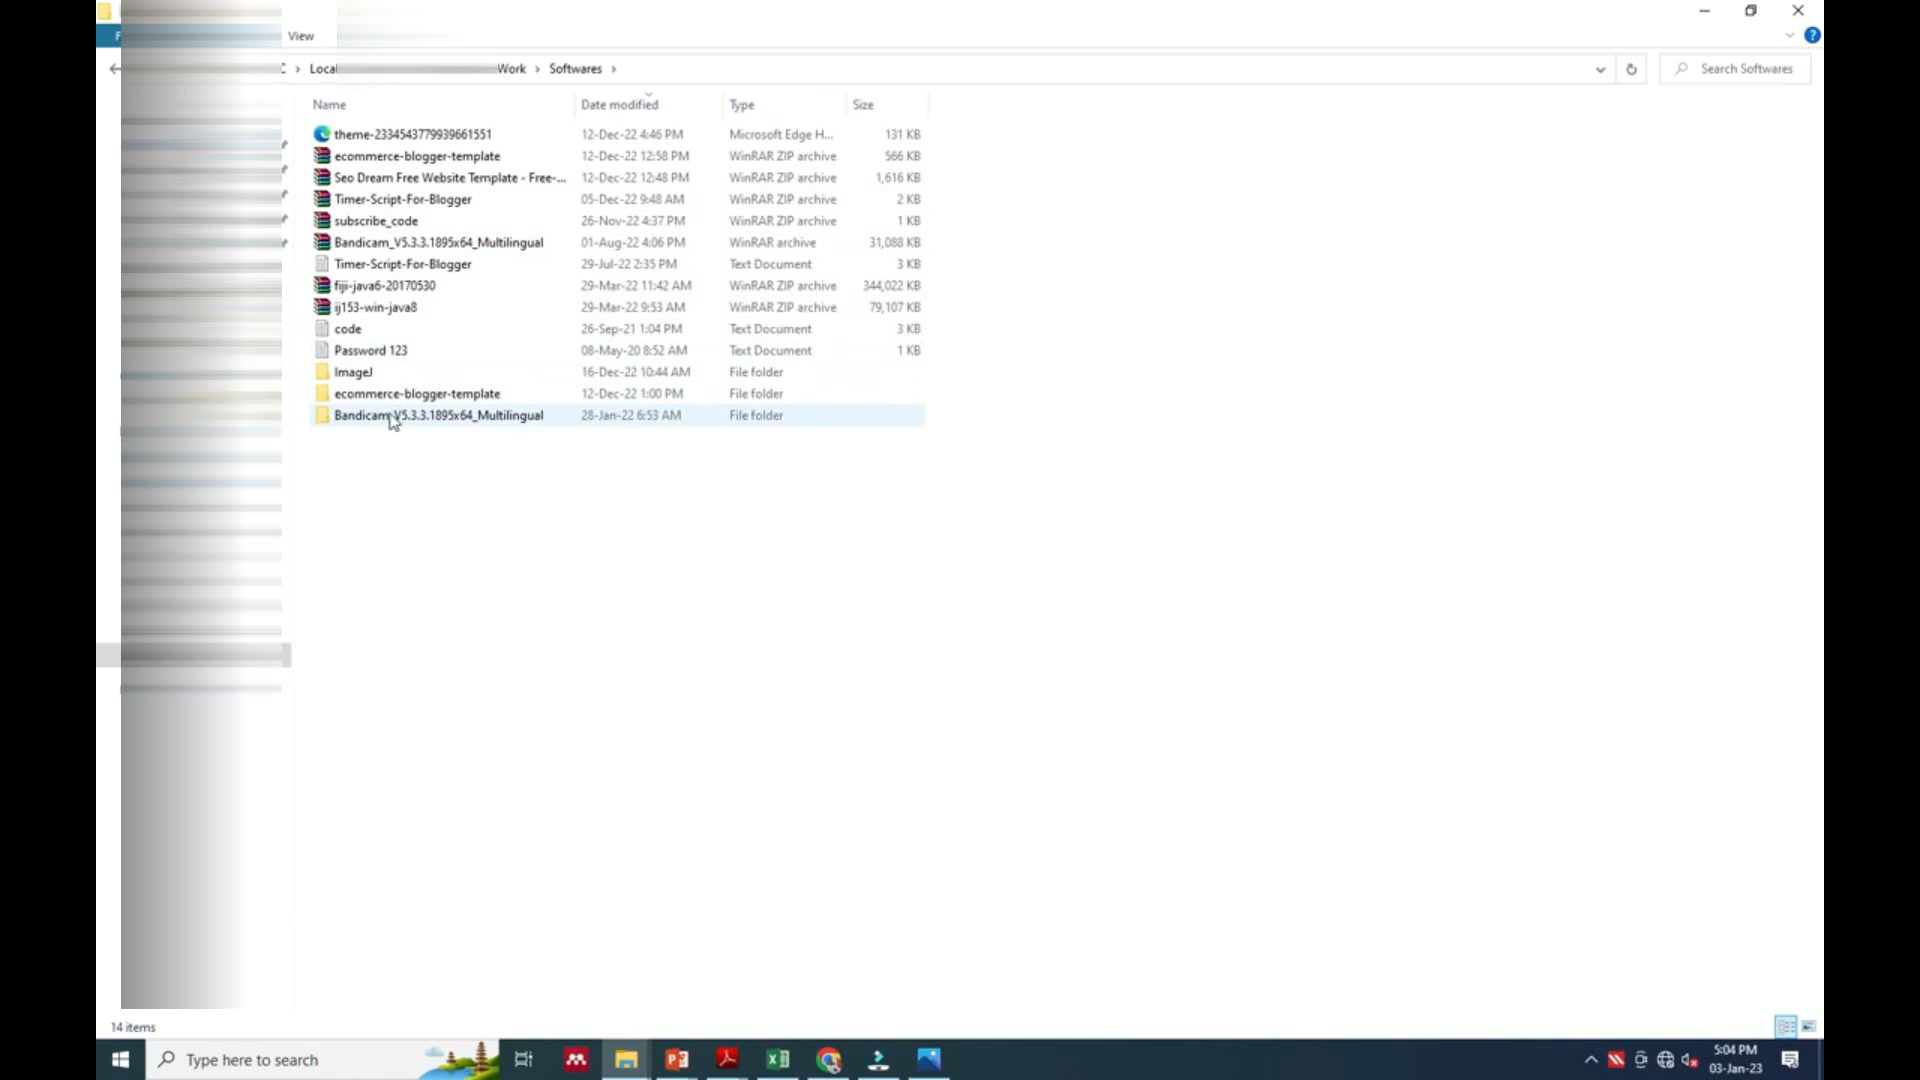 F
View
Local
Work > Softwares >
Search Softwares
Name Date modified Type Size
theme-2334543779939661551 12-Dec-22 4:46 PM Microsoft Edge H... 131 KB
ecommerce-blogger-template 12-Dec-22 12:58 PM WinRAR ZIP archive 566 KB
Seo Dream Free Website Template - Free-... 12-Dec-22 12:48 PM WinRAR ZIP archive 1,616 KB
Timer-Script-For-Blogger 05-Dec-22 9:48 AM WinRAR ZIP archive 2 KB
subscribe_code 26-Nov-22 4:37 PM WinRAR ZIP archive 1 KB
Bandicam_V5.3.3.1895x64_Multilingual 01-Aug-22 4:06 PM WinRAR archive 31,088 KB
Timer-Script-For-Blogger 29-Jul-22 2:35 PM Text Document 3 KB
fiji-java6-20170530 29-Mar-22 11:42 AM WinRAR ZIP archive 344,022 KB
ij153-win-java8 29-Mar-22 9:53 AM WinRAR ZIP archive 79,107 KB
code 26-Sep-21 1:04 PM Text Document 3 KB
Password 123 08-May-20 8:52 AM Text Document 1 KB
ImageJ 16-Dec-22 10:44 AM File folder
ecommerce-blogger-template 12-Dec-22 1:00 PM File folder
Bandicam_V5.3.3.1895x64_Multilingual 28-Jan-22 6:53 AM File folder
14 items
Type here to search
5:04 PM
03-Jan-23